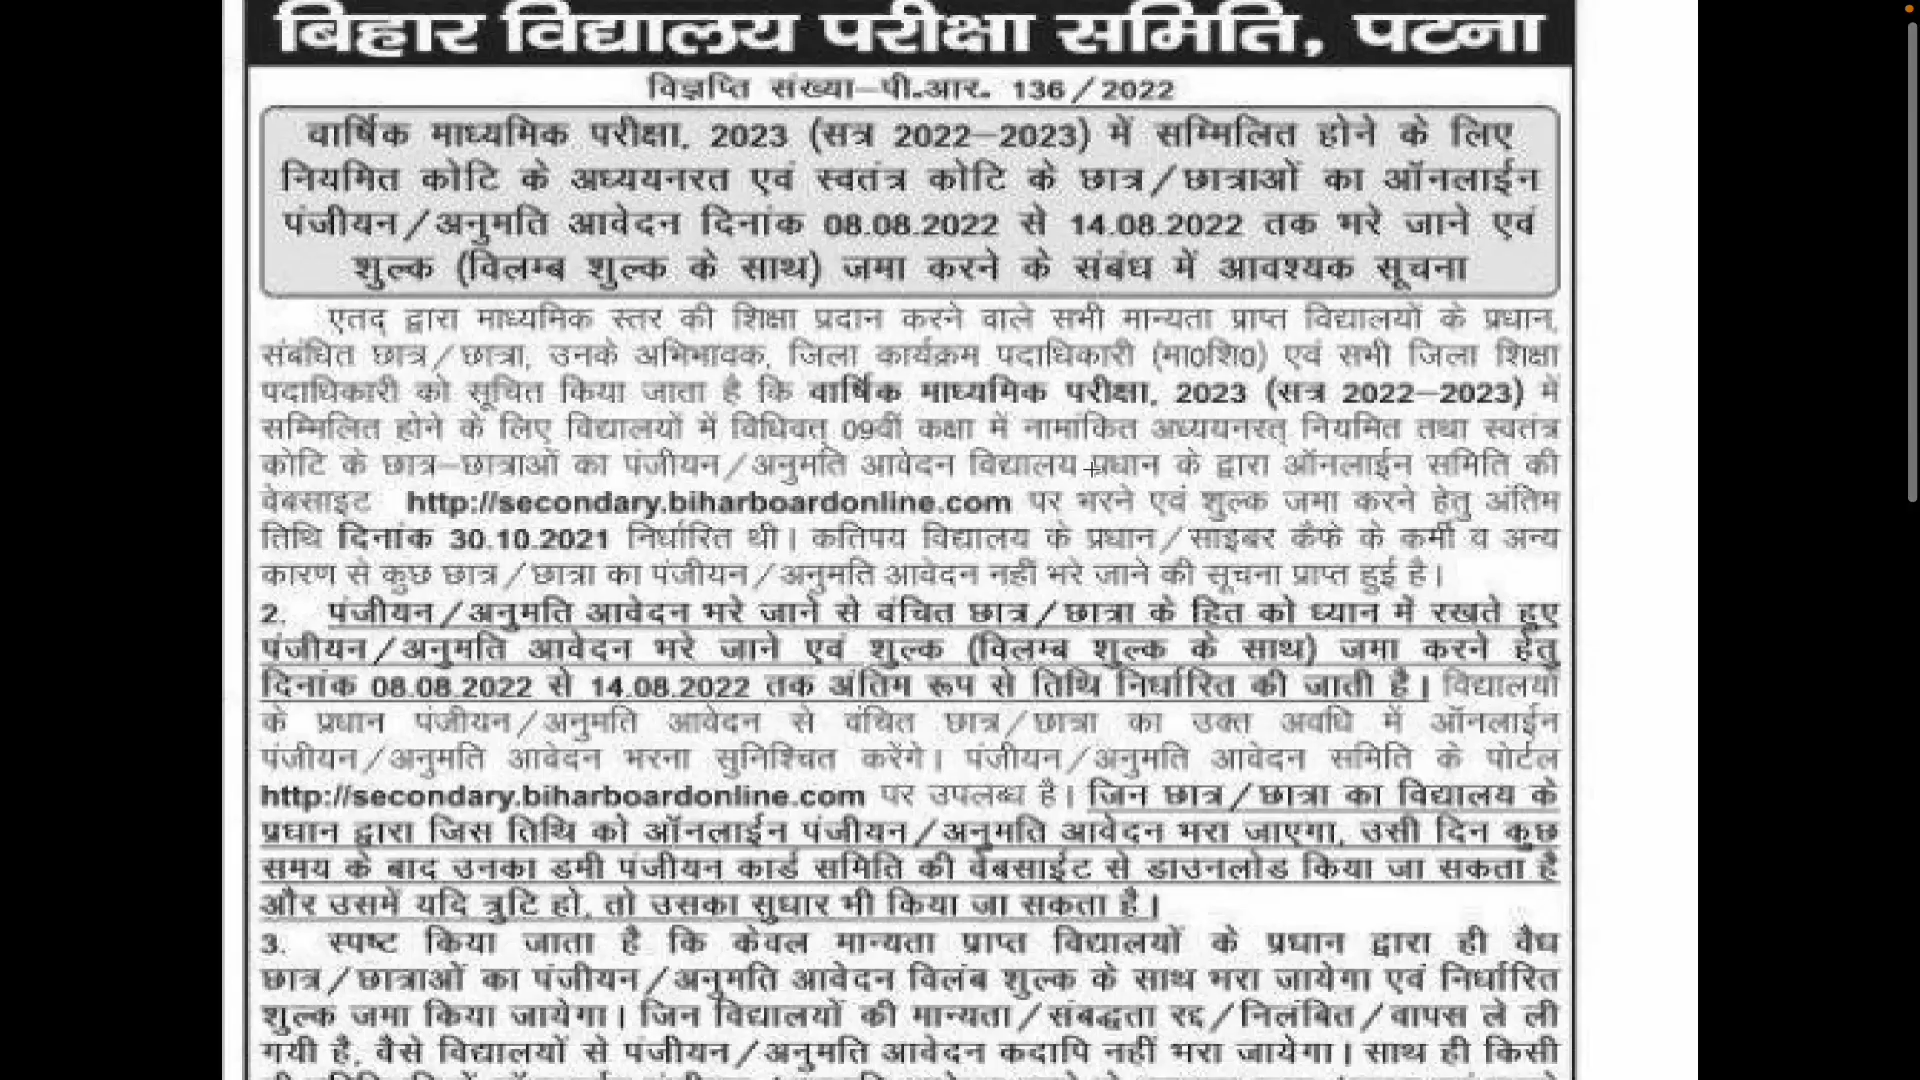 बिहार विद्यालय परीक्षा समिति, पटना
विज्ञप्ति संख्या–पी.आर. 136/2022
वार्षिक माध्यमिक परीक्षा, 2023 (सत्र 2022–2023) में सम्मिलित होने के लिए
नियमित कोटि के अध्ययनरत एवं स्वतंत्र कोटि के छात्र/छात्राओं का ऑनलाईन
पंजीयन/अनुमति आवेदन दिनांक 08.08.2022 से 14.08.2022 तक भरे जाने एवं
शुल्क (विलम्ब शुल्क के साथ) जमा करने के संबंध में आवश्यक सूचना
एतद् द्वारा माध्यमिक स्तर की शिक्षा प्रदान करने वाले सभी मान्यता प्राप्त विद्यालयों के प्रधान,
संबंधित छात्र/छात्रा, उनके अभिभावक, जिला कार्यक्रम पदाधिकारी (मा0शि0) एवं सभी जिला शिक्षा
पदाधिकारी को सूचित किया जाता है कि वार्षिक माध्यमिक परीक्षा, 2023 (सत्र 2022–2023) में
सम्मिलित होने के लिए विद्यालयों में विधिवत् 09वीं कक्षा में नामांकित अध्ययनरत् नियमित तथा स्वतंत्र
कोटि के छात्र–छात्राओं का पंजीयन/अनुमति आवेदन विद्यालय प्रधान के द्वारा ऑनलाईन समिति की
वेबसाइट http://secondary.biharboardonline.com पर भरने एवं शुल्क जमा करने हेतु अंतिम
तिथि दिनांक 30.10.2021 निर्धारित थी। कतिपय विद्यालय के प्रधान/साइबर कैफे के कर्मी व अन्य
कारण से कुछ छात्र/छात्रा का पंजीयन/अनुमति आवेदन नहीं भरे जाने की सूचना प्राप्त हुई है।
2. पंजीयन/अनुमति आवेदन भरे जाने से वंचित छात्र/छात्रा के हित को ध्यान में रखते हुए
पंजीयन/अनुमति आवेदन भरे जाने एवं शुल्क (विलम्ब शुल्क के साथ) जमा करने हेतु
दिनांक 08.08.2022 से 14.08.2022 तक अंतिम रूप से तिथि निर्धारित की जाती है। विद्यालयों
के प्रधान पंजीयन/अनुमति आवेदन से वंचित छात्र/छात्रा का उक्त अवधि में ऑनलाईन
पंजीयन/अनुमति आवेदन भरना सुनिश्चित करेंगे। पंजीयन/अनुमति आवेदन समिति के पोर्टल
http://secondary.biharboardonline.com पर उपलब्ध है। जिन छात्र/छात्रा का विद्यालय के
प्रधान द्वारा जिस तिथि को ऑनलाईन पंजीयन/अनुमति आवेदन भरा जाएगा, उसी दिन कुछ
समय के बाद उनका डमी पंजीयन कार्ड समिति की वेबसाईट से डाउनलोड किया जा सकता है
और उसमें यदि त्रुटि हो, तो उसका सुधार भी किया जा सकता है।
3. स्पष्ट किया जाता है कि केवल मान्यता प्राप्त विद्यालयों के प्रधान द्वारा ही वैध
छात्र/छात्राओं का पंजीयन/अनुमति आवेदन विलंब शुल्क के साथ भरा जायेगा एवं निर्धारित
शुल्क जमा किया जायेगा। जिन विद्यालयों की मान्यता/संबद्धता रद्द/निलंबित/वापस ले ली
गयी है, वैसे विद्यालयों से पंजीयन/अनुमति आवेदन कदापि नहीं भरा जायेगा। साथ ही किसी